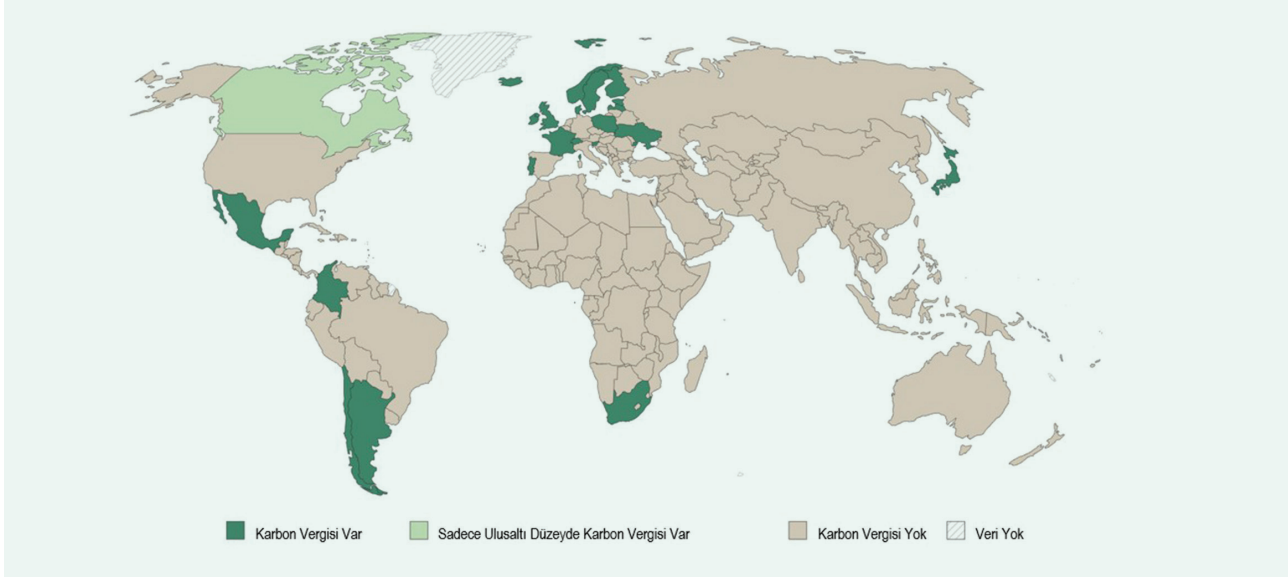 Karbon Vergisi Var
Sadece Ulusaltı Düzeyde Karbon Vergisi Var
Karbon Vergisi Yok
Veri Yok